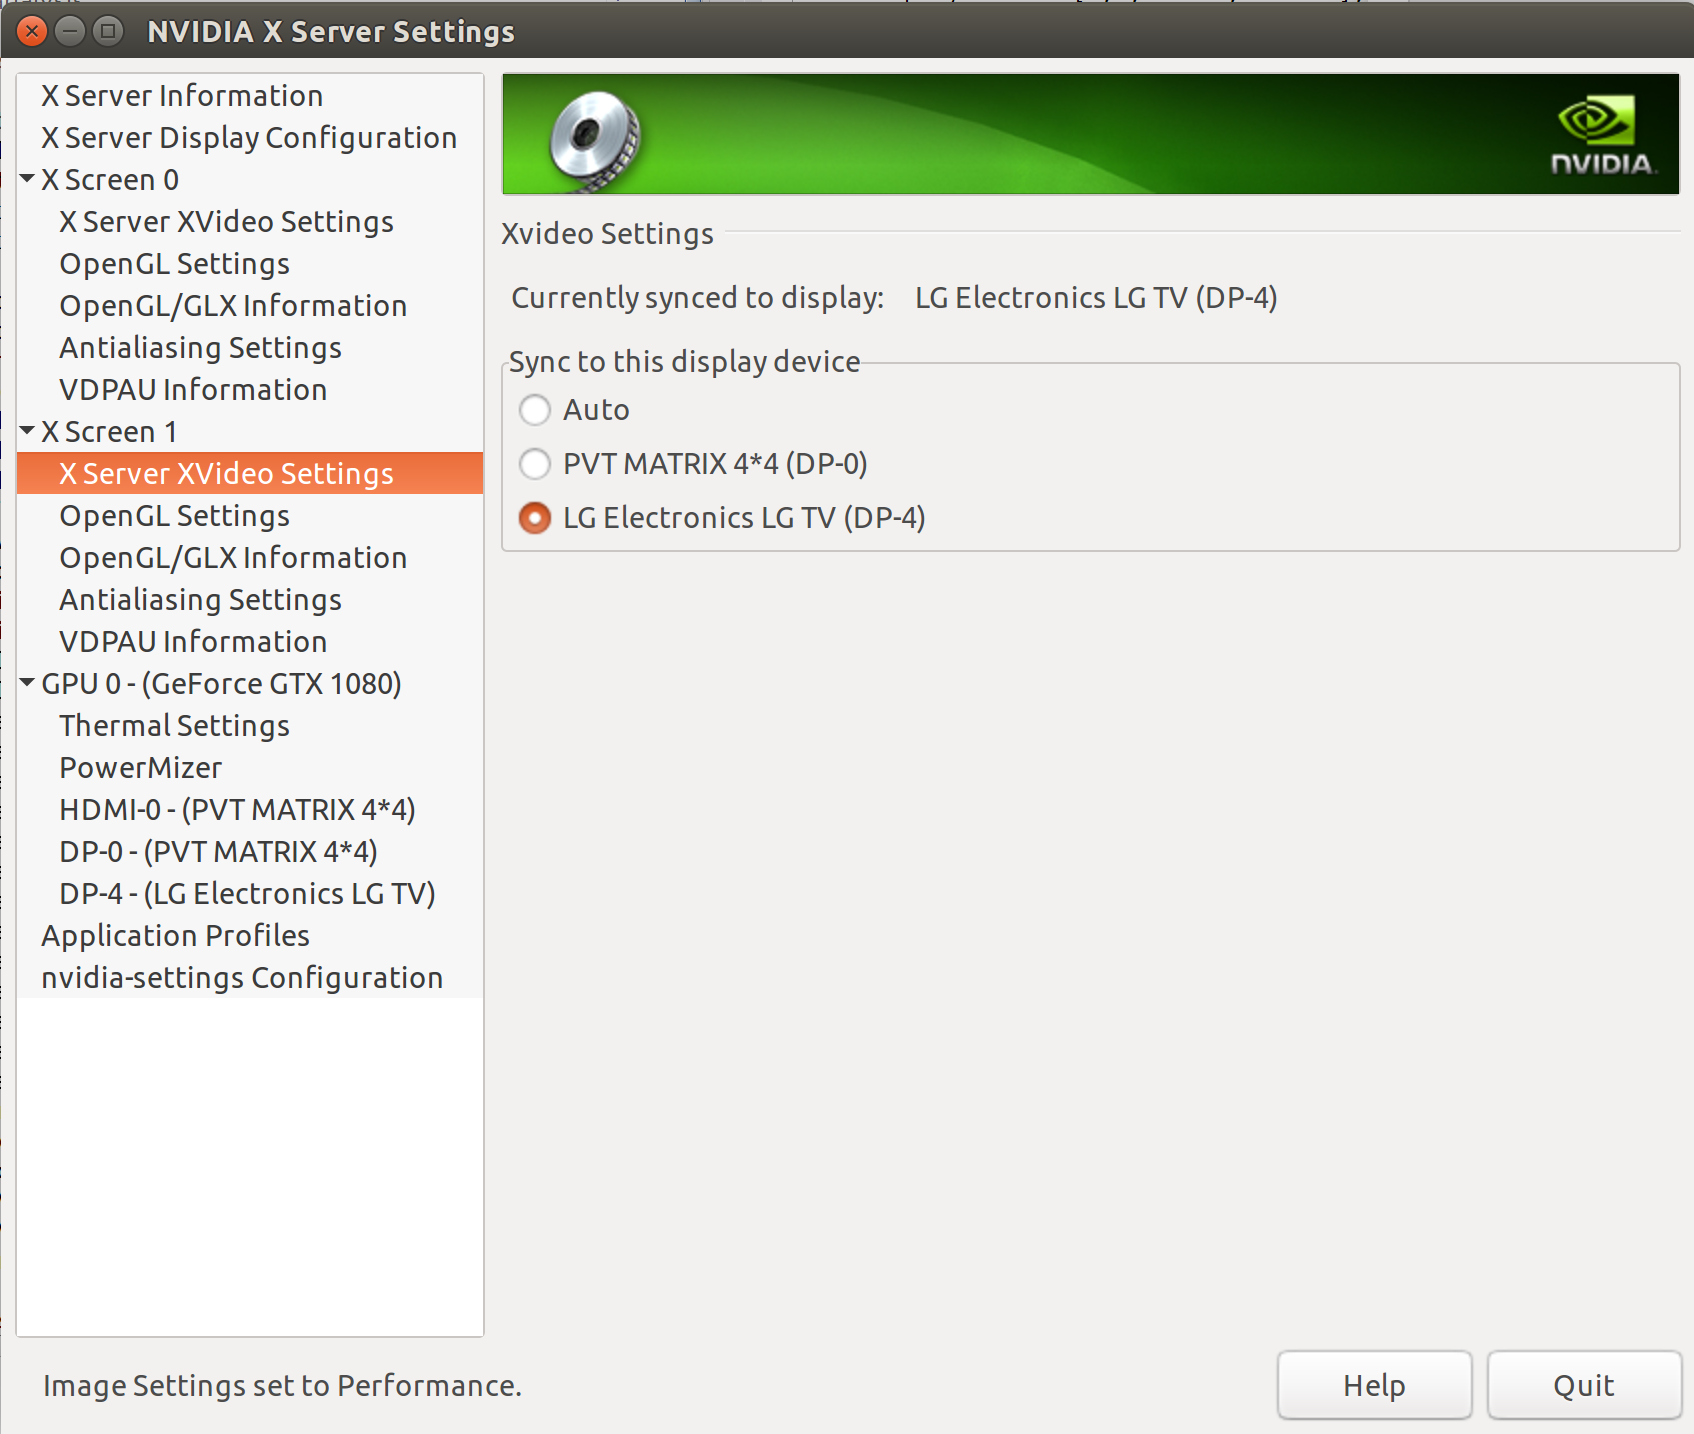 NVIDIA X Server Settings
X Server Information
X Server Display Configuration
X Screen 0
X Server XVideo Settings
OpenGL Settings
OpenGL/GLX Information
Antialiasing Settings
VDPAU Information
X Screen 1
X Server XVideo Settings
OpenGL Settings
OpenGL/GLX Information
Antialiasing Settings
VDPAU Information
GPU 0 - (GeForce GTX 1080)
Thermal Settings
PowerMizer
HDMI-0 - (PVT MATRIX 4*4)
DP-0 - (PVT MATRIX 4*4)
DP-4 - (LG Electronics LG TV)
Application Profiles
nvidia-settings Configuration
NVIDIA.
Xvideo Settings
Currently synced to display: LG Electronics LG TV (DP-4)
Sync to this display device
Auto
PVT MATRIX 4*4 (DP-0)
LG Electronics LG TV (DP-4)
Image Settings set to Performance.
Help
Quit